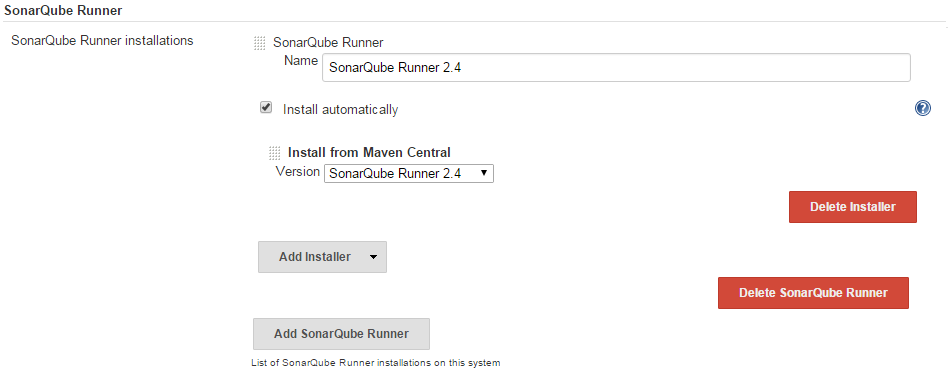 SonarQube Runner
SonarQube Runner installations
SonarQube Runner
Name
SonarQube Runner 2.4
Install automatically
?
Install from Maven Central
Version
SonarQube Runner 2.4
Delete Installer
Add Installer
Delete SonarQube Runner
Add SonarQube Runner
List of SonarQube Runner installations on this system